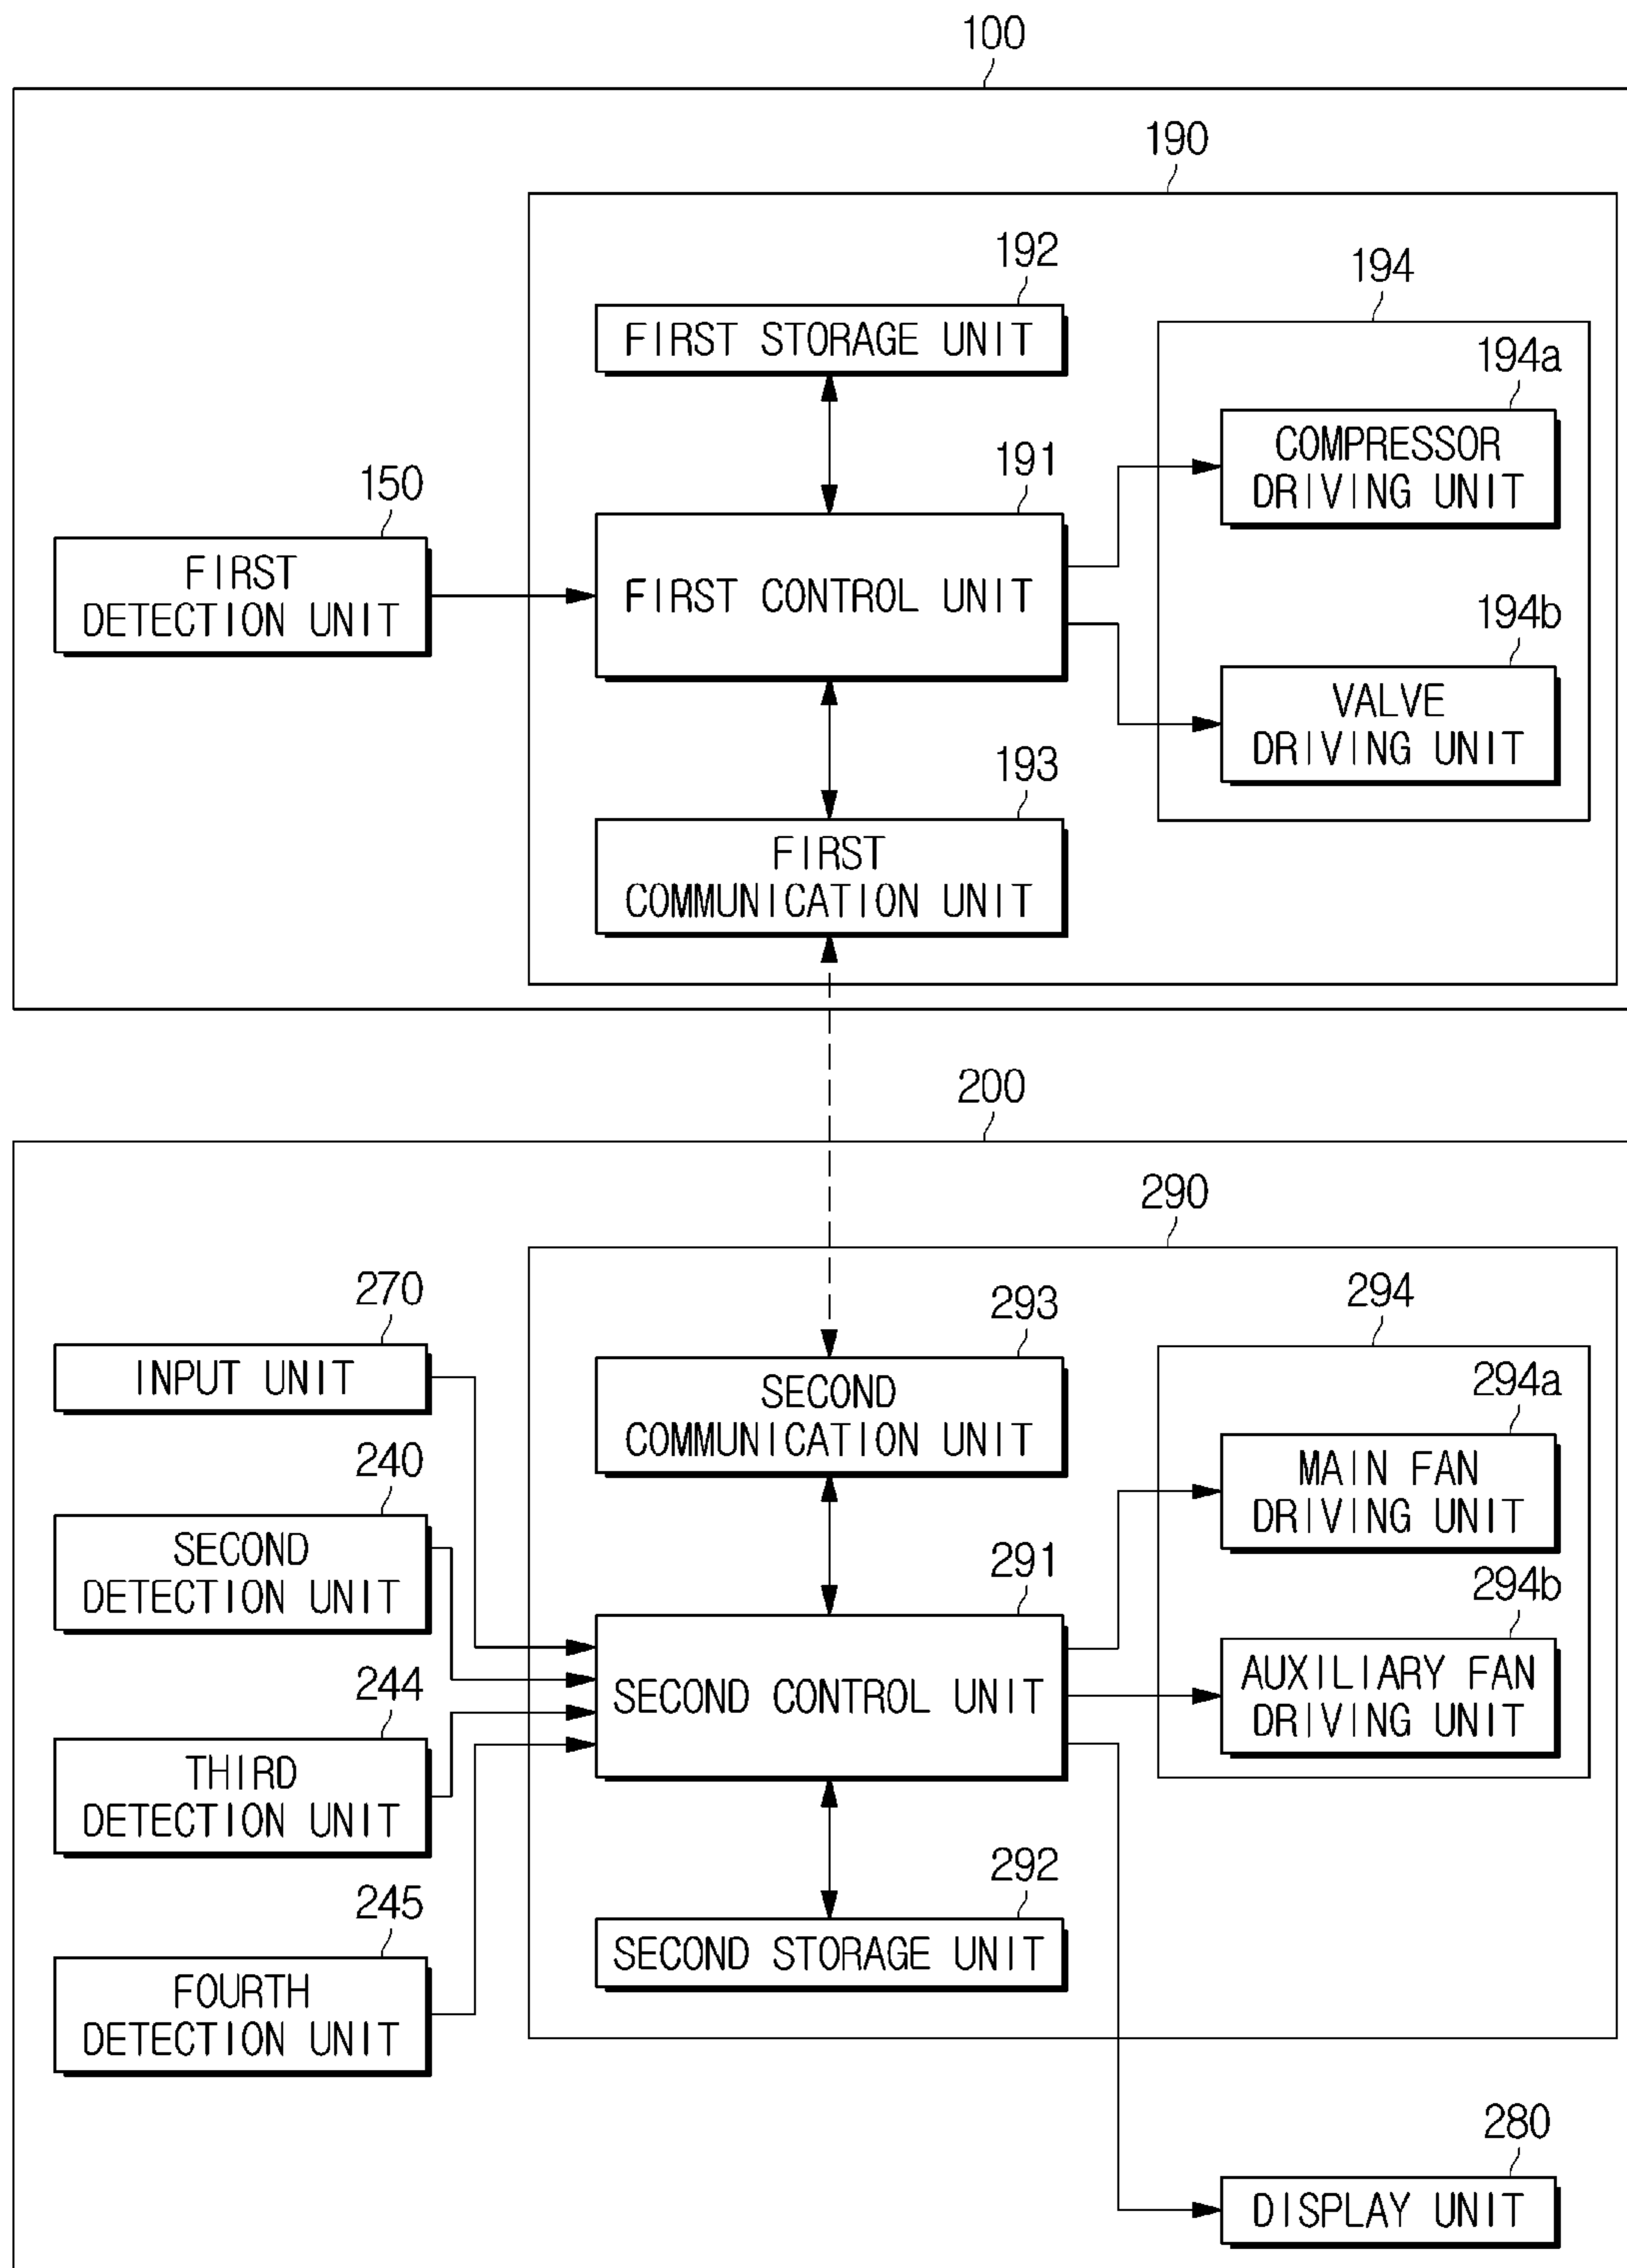 100
190
192
FIRST STORAGE UNIT
194
194a
COMPRESSOR
DRIVING UNIT
191
FIRST CONTROL UNIT
150
FIRST
DETECTION UNIT
194b
VALVE
DRIVING UNIT
193
FIRST
COMMUNICATION UNIT
200
290
270
INPUT UNIT
293
SECOND
COMMUNICATION UNIT
294
294a
MAIN FAN
DRIVING UNIT
240
SECOND
DETECTION UNIT
291
SECOND CONTROL UNIT
294b
AUXILIARY FAN
DRIVING UNIT
244
THIRD
DETECTION UNIT
292
SECOND STORAGE UNIT
245
FOURTH
DETECTION UNIT
280
DISPLAY UNIT